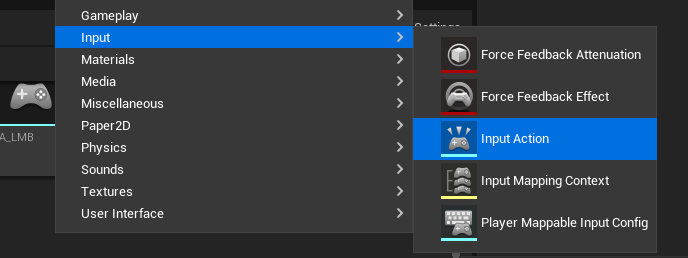 Gameplay
Settings
Input
Materials
Media
Miscellaneous
Paper2D
Physics
Sounds
Textures
User Interface
A_LMB
Force Feedback Attenuation
Force Feedback Effect
Input Action
Input Mapping Context
Player Mappable Input Config